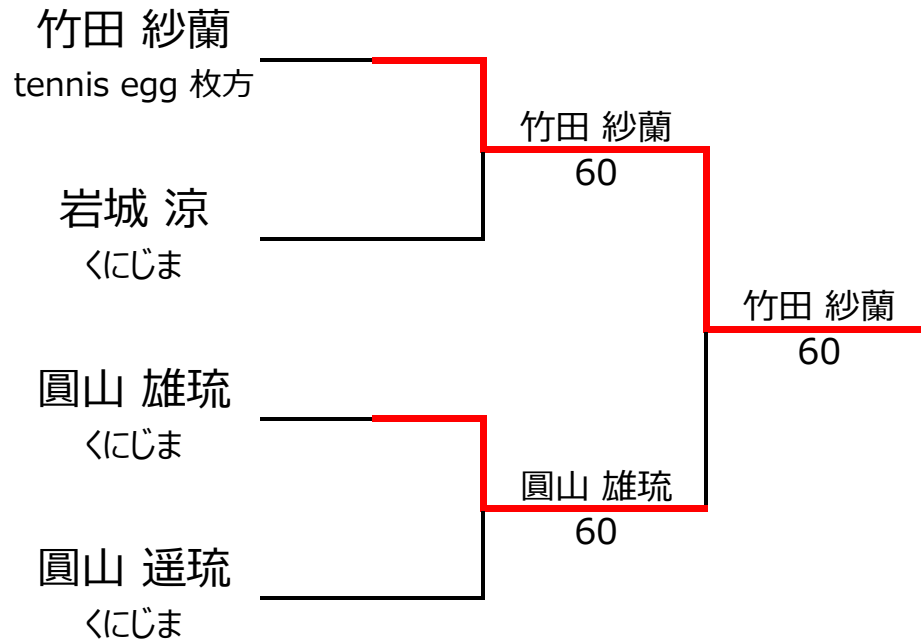 竹田 紗蘭
tennis egg 枚方
竹田 紗蘭
60
岩城 涼
くにじま
竹田 紗蘭
60
圓山 雄琉
くにじま
圓山 雄琉
60
圓山 遥琉
くにじま